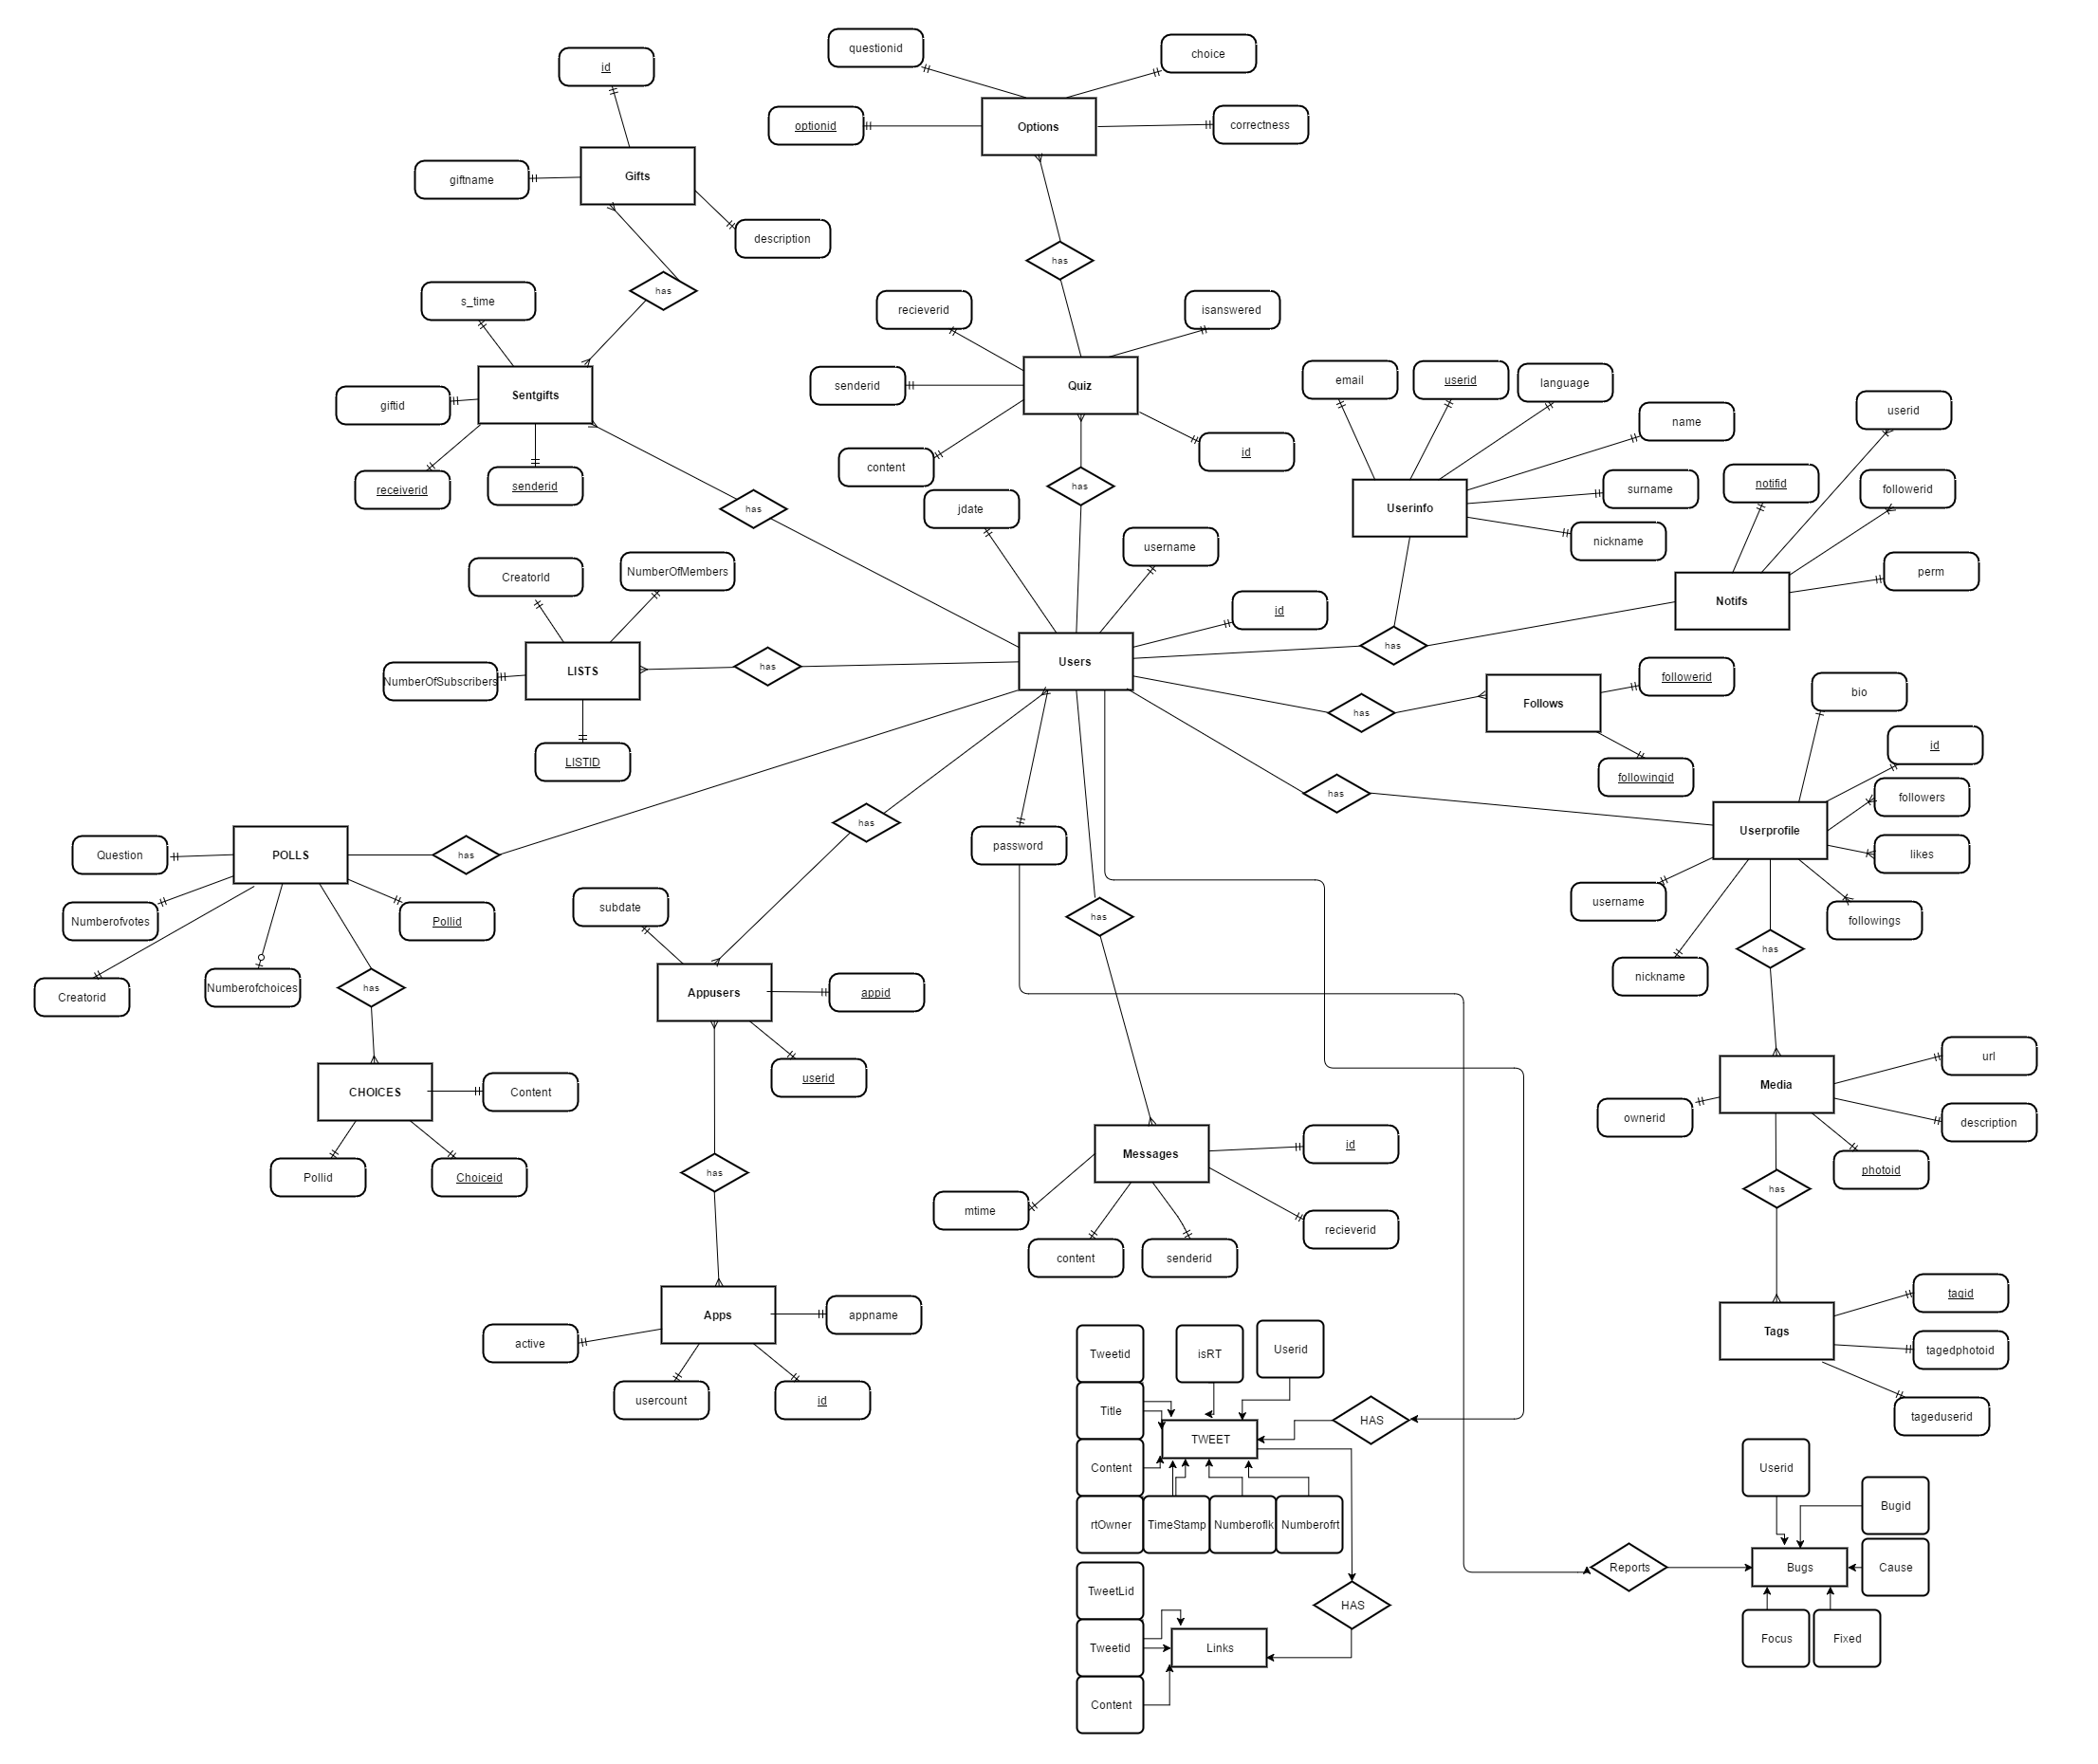 questionid
choice
id
optionid
Options
correctness
Gifts
giftname
description
has
has
s_time
recieverid
isanswered
Sentgifts
giftid
senderid
Quiz
email
userid
language
userid
name
content
id
receiverid
senderid
surname
notifid
followerid
has
has
jdate
Userinfo
nickname
username
CreatorId
NumberOfMembers
perm
id
Notifs
LISTS
has
Users
has
NumberOfSubscribers
followerid
bio
has
Follows
LISTID
followingid
id
has
followers
has
Userprofile
password
Question
POLLS
has
likes
username
subdate
has
Numberofvotes
Pollid
followings
has
nickname
Creatorid
Numberofchoices
has
Appusers
appid
url
userid
Media
CHOICES
Content
ownerid
description
Messages
id
photoid
Pollid
Choiceid
has
has
mtime
recieverid
content
senderid
tagid
Apps
appname
Tags
active
tagedphotoid
Tweetid
isRT
Userid
usercount
id
Title
HAS
tageduserid
TWEET
Content
Userid
Bugid
rtOwner
TimeStamp
Numberoflk
Numberofrt
Reports
Bugs
Cause
TweetLid
HAS
Tweetid
Links
Focus
Fixed
Content